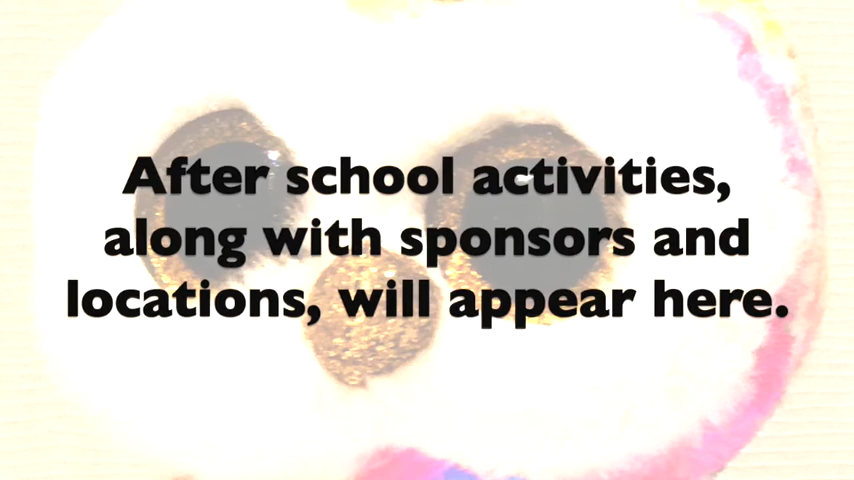 After school activities,
along with sponsors and
locations, will appear here.